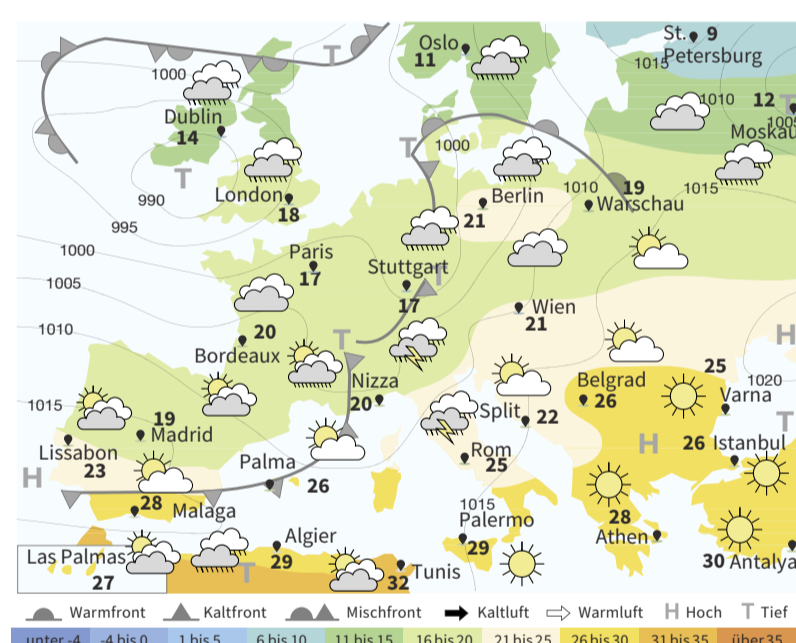 St. 9
Petersburg
Oslo
11
1015
1000
1010
12
T
T
1005
Moskau
Dublin
14
T
1000
T
990
London
18
1010
19
Warschau
1015
Berlin
21
995
1000
Paris
17
Stuttgart
T
17
1005
Wien
21
1010
20
Bordeaux
T
H
Nizza
20
Belgrad
26
25
Varna
1020
1015
19
Madrid
Split
22
T
Lissabon
23
H
Palma
26
Rom
25
H
26
Istanbul
28
Malaga
1015
Palermo
29
28
Athen
30
Antalya
Las Palmas
27
T
Algier
29
32
Tunis
Warmfront Kaltfront Mischfront Kaltluft Warmluft H Hoch T Tief
unter -4 -4 bis 0 1 bis 5 6 bis 10 11 bis 15 16 bis 20 21 bis 25 26 bis 30 31 bis 35 über 35